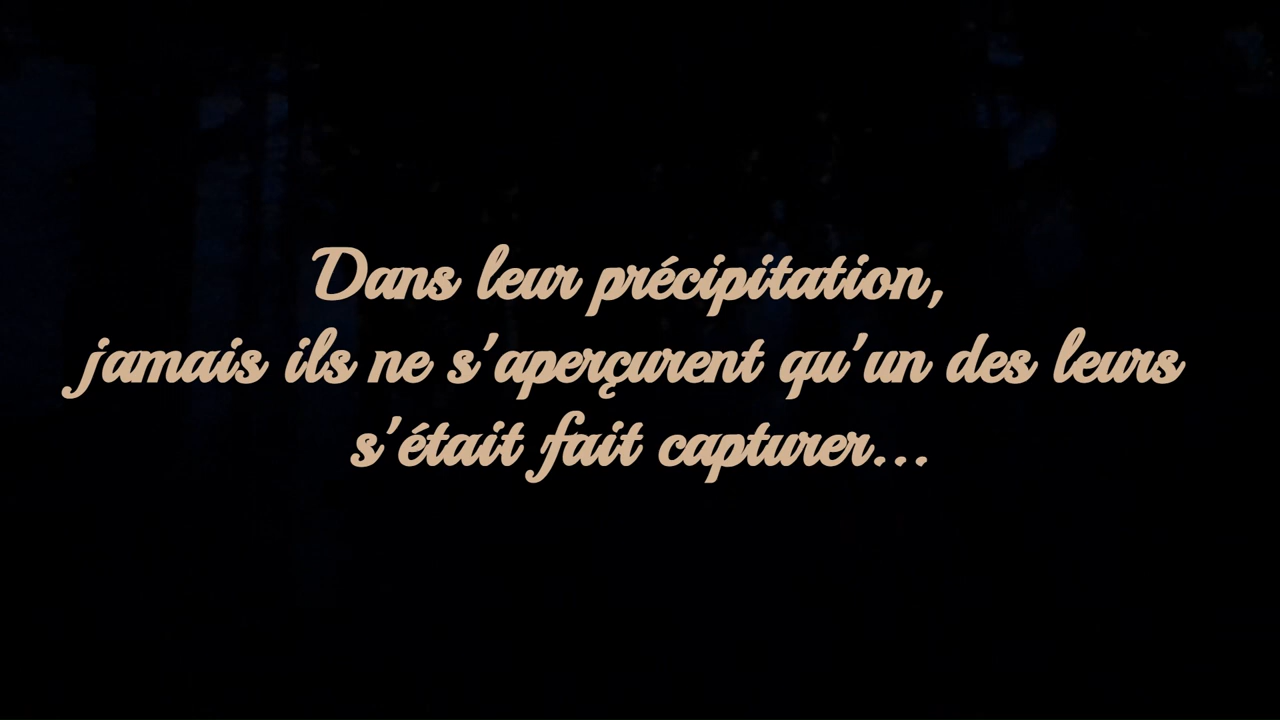 Dans leur précipitation,
jamais ils ne s'aperçurent qu'un des leurs
s'était fait capturer...